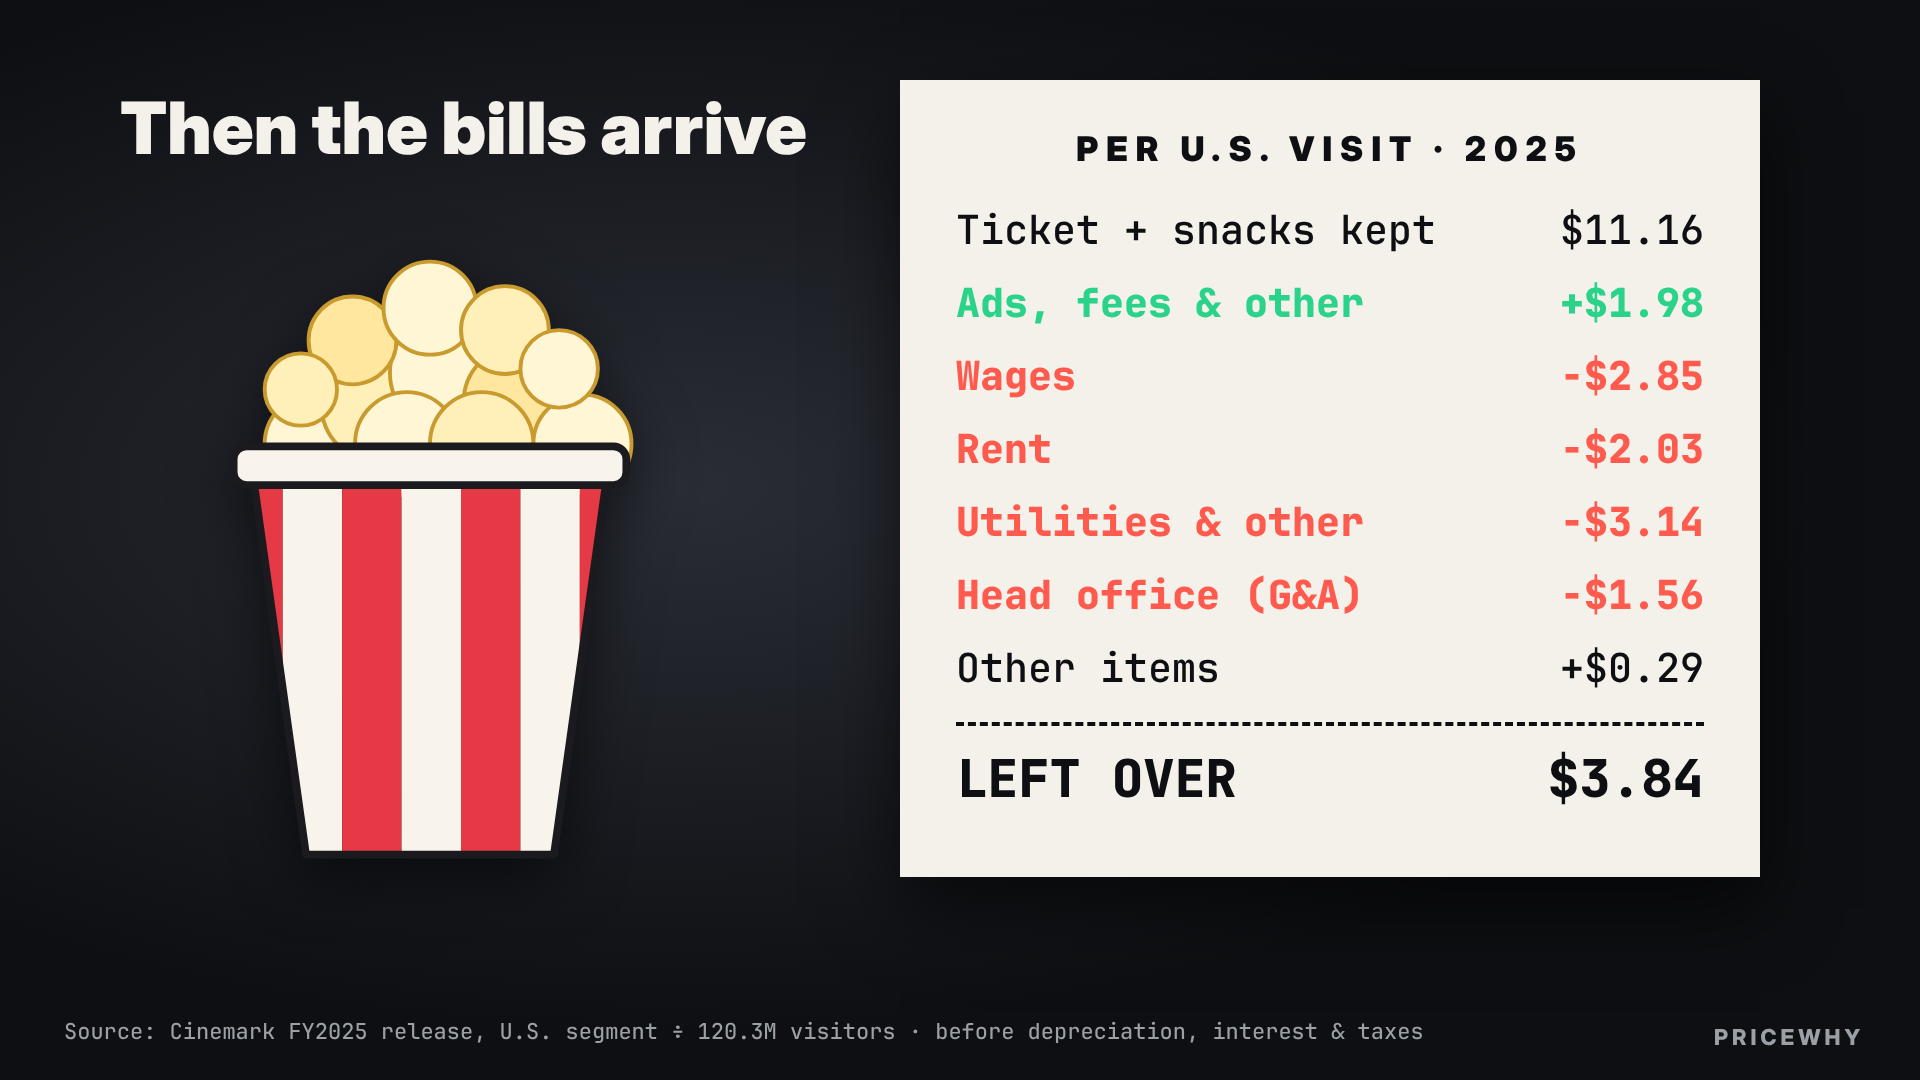 Then the bills arrive
PER U.S. VISIT · 2025
Ticket + snacks kept $11.16
Ads, fees & other +$1.98
Wages -$2.85
Rent -$2.03
Utilities & other -$3.14
Head office (G&A) -$1.56
Other items +$0.29
LEFT OVER $3.84
Source: Cinemark FY2025 release, U.S. segment ÷ 120.3M visitors · before depreciation, interest & taxes
PRICEWHY